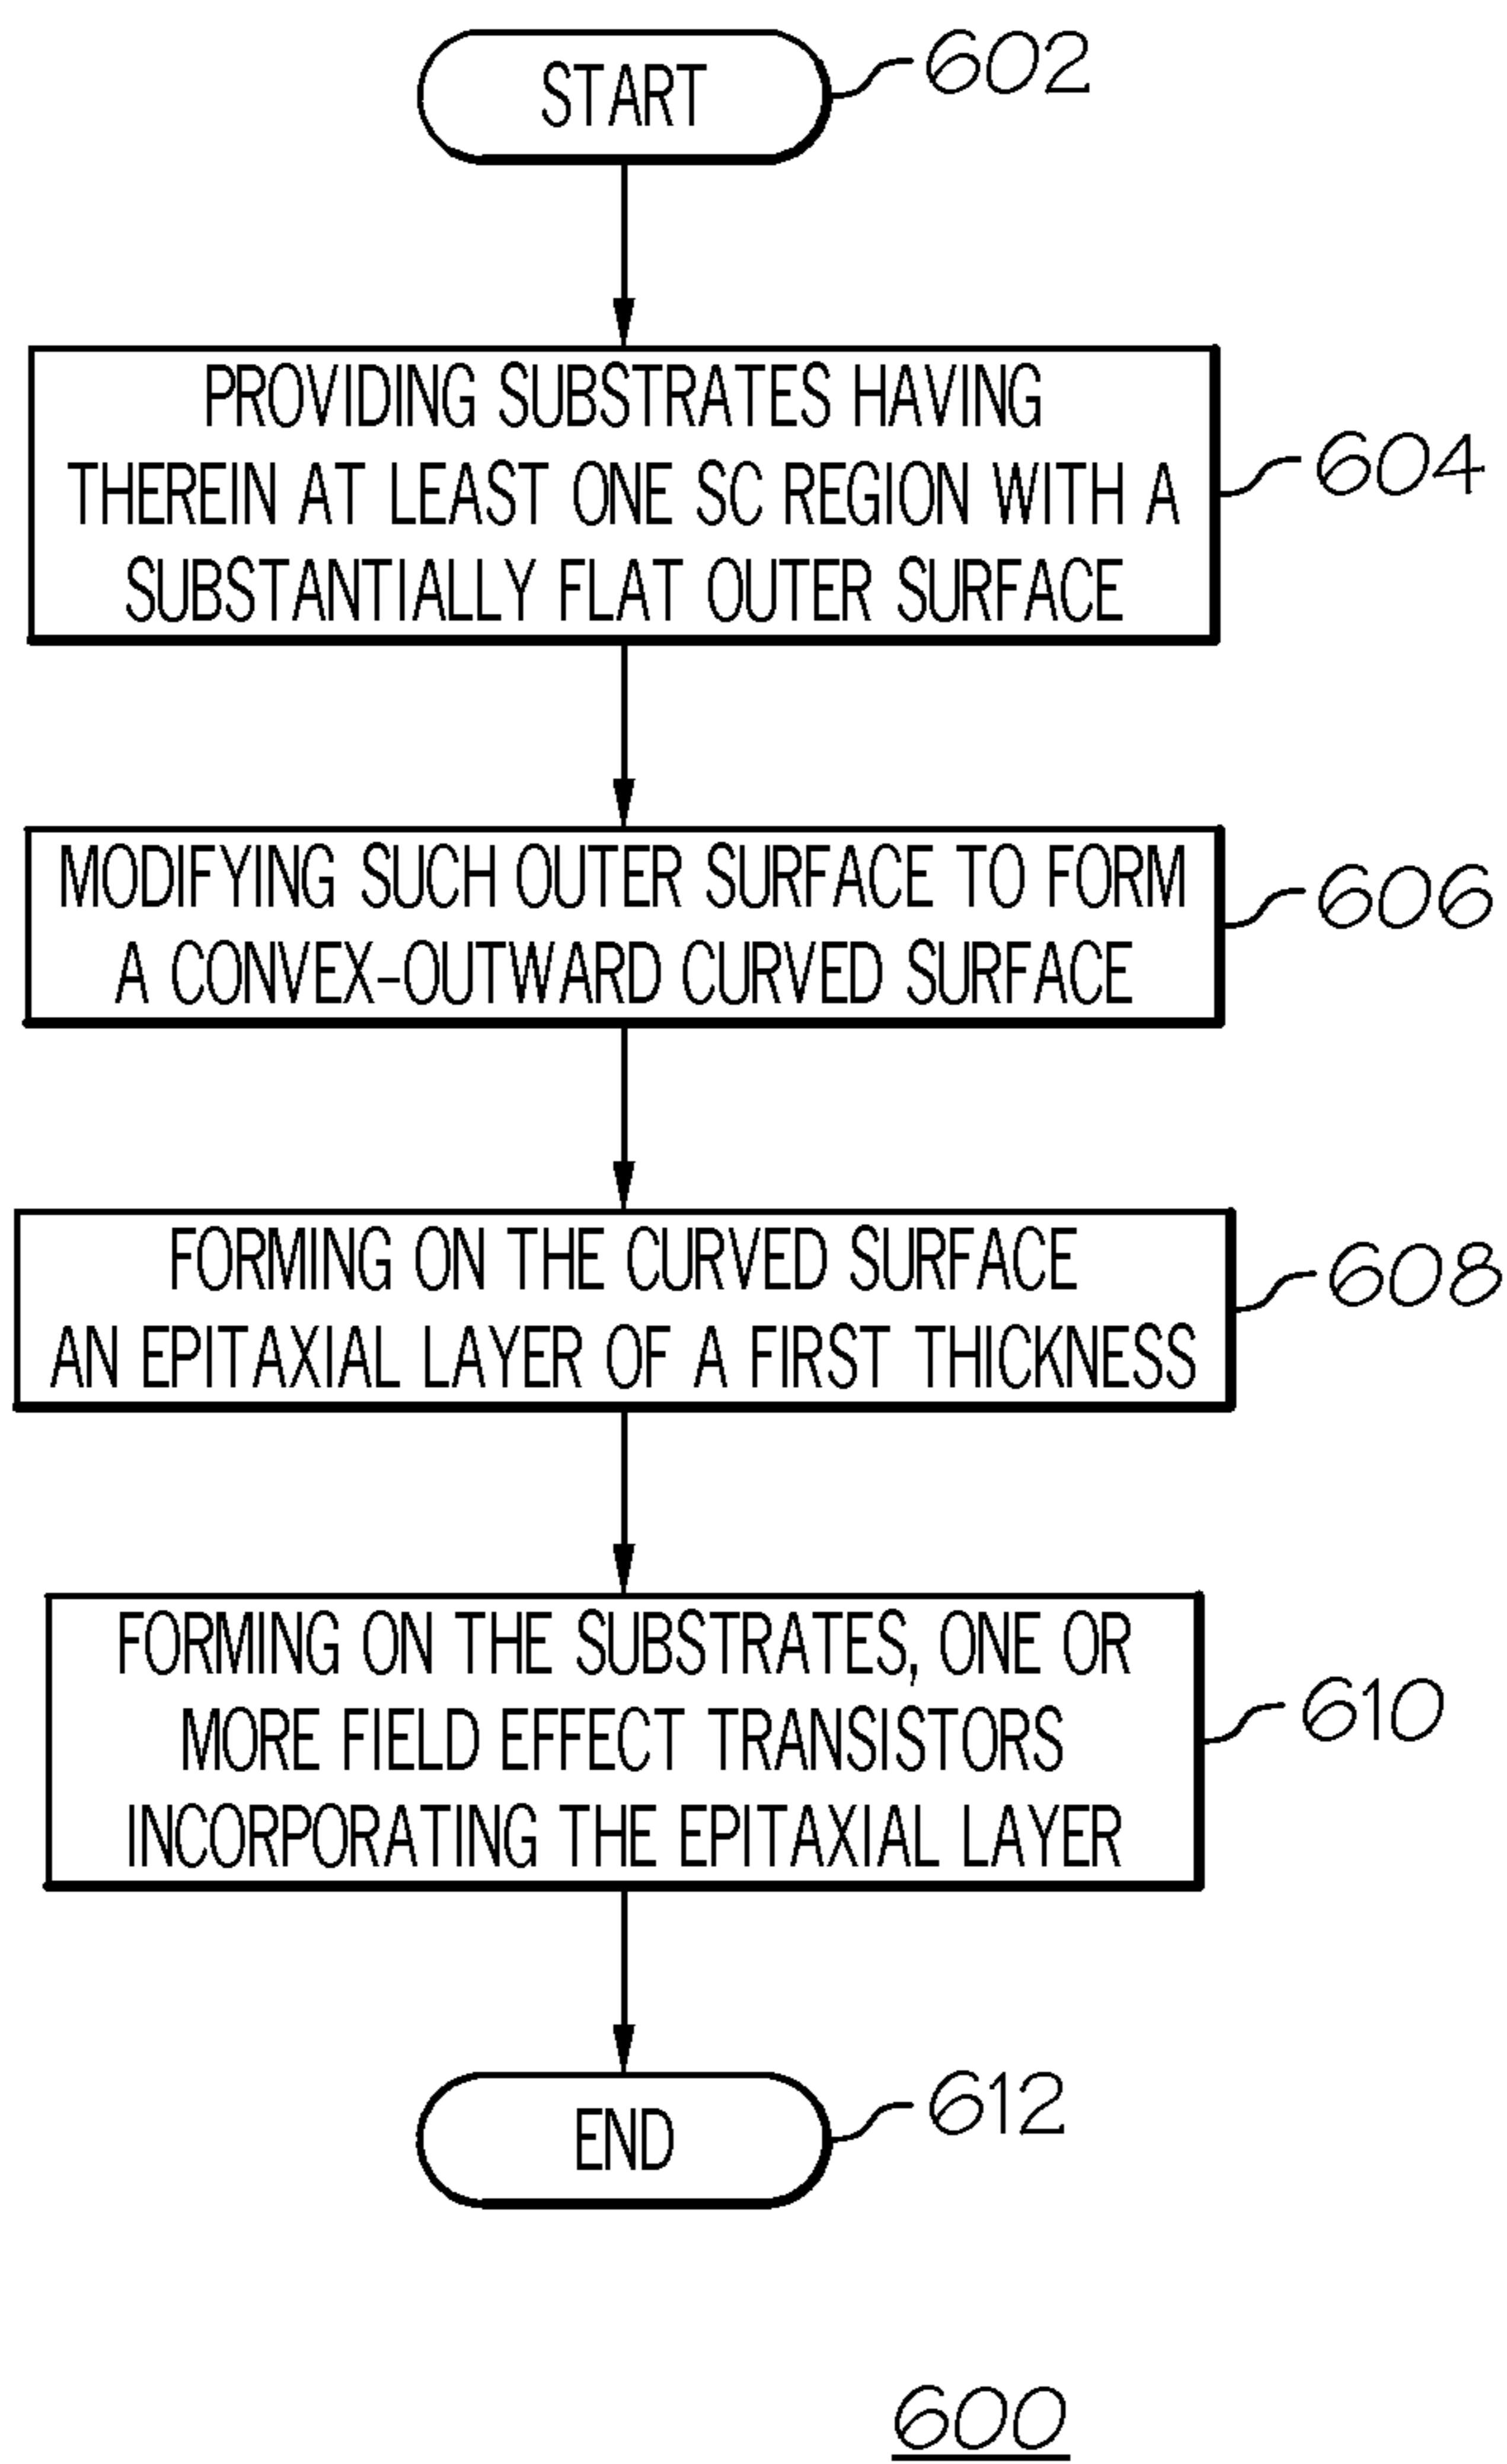 START
602
PROVIDING SUBSTRATES HAVING
THEREIN AT LEAST ONE SC REGION WITH A
SUBSTANTIALLY FLAT OUTER SURFACE
604
MODIFYING SUCH OUTER SURFACE TO FORM
A CONVEX-OUTWARD CURVED SURFACE
606
FORMING ON THE CURVED SURFACE
AN EPITAXIAL LAYER OF A FIRST THICKNESS
608
FORMING ON THE SUBSTRATES, ONE OR
MORE FIELD EFFECT TRANSISTORS
INCORPORATING THE EPITAXIAL LAYER
610
END
612
600